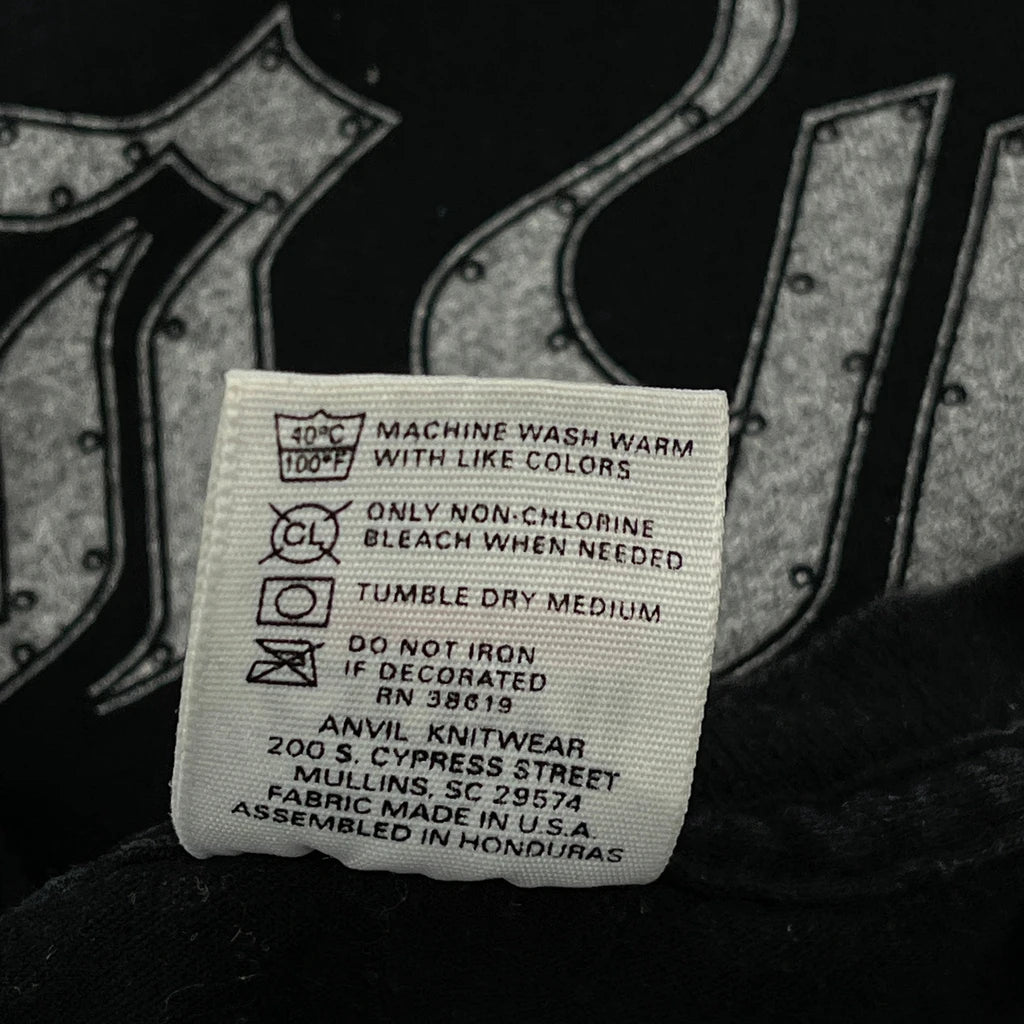 40°C
100°F
MACHINE WASH WARM
WITH LIKE COLORS
CL
ONLY NON-CHLORINE
BLEACH WHEN NEEDED
TUMBLE DRY MEDIUM
DO NOT IRON
IF DECORATED
RN 38619
ANVIL KNITWEAR
200 S. CYPRESS STREET
MULLINS, SC 29574
FABRIC MADE IN U.S.A.
ASSEMBLED IN HONDURAS